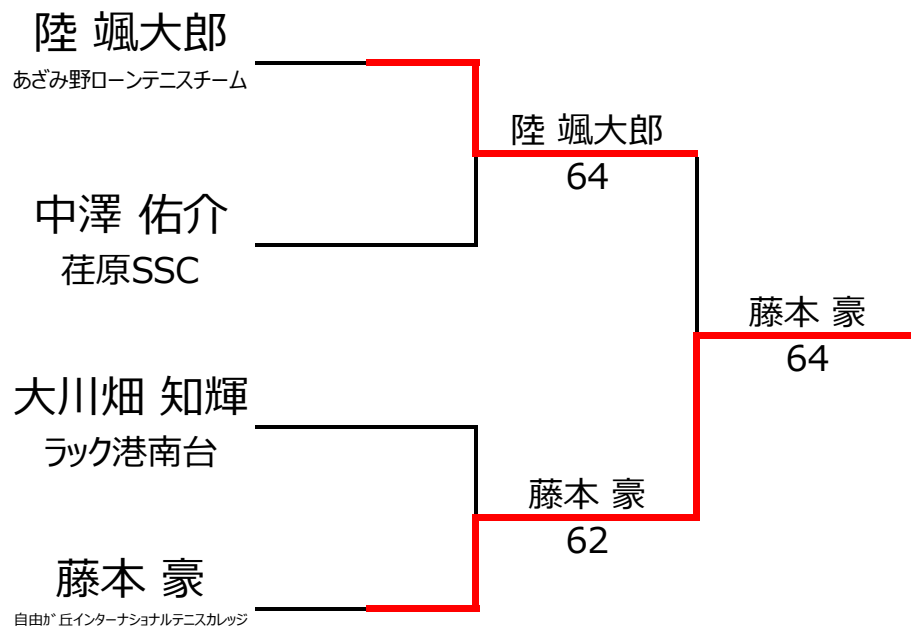 陸 颯大郎
あざみ野ローンテニスチーム
陸 颯大郎
64
中澤 佑介
荏原SSC
藤本 豪
64
大川畑 知輝
ラック港南台
藤本 豪
62
藤本 豪
自由が丘インターナショナルテニスカレッジ